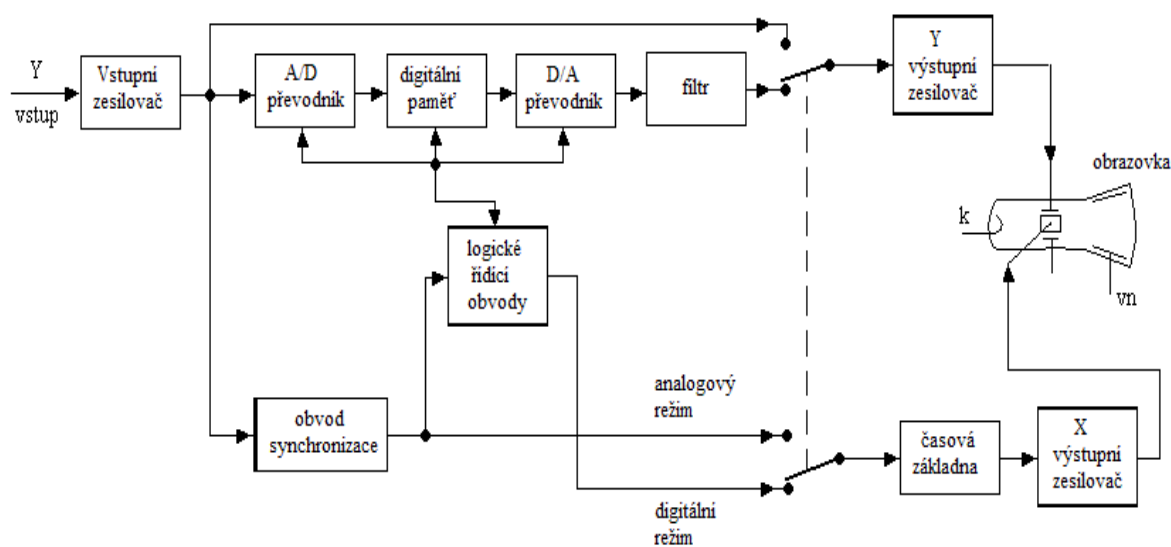 Y
vstup
Vstupní
zesilovač
A/D
převodník
digitální
paměť
D/A
převodník
filtr
Y
výstupní
zesilovač
obrazovka
k
vn
logické
řídící
obvody
obvod
synchronizace
analogový
režim
digitální
režim
časová
základna
X
výstupní
zesilovač